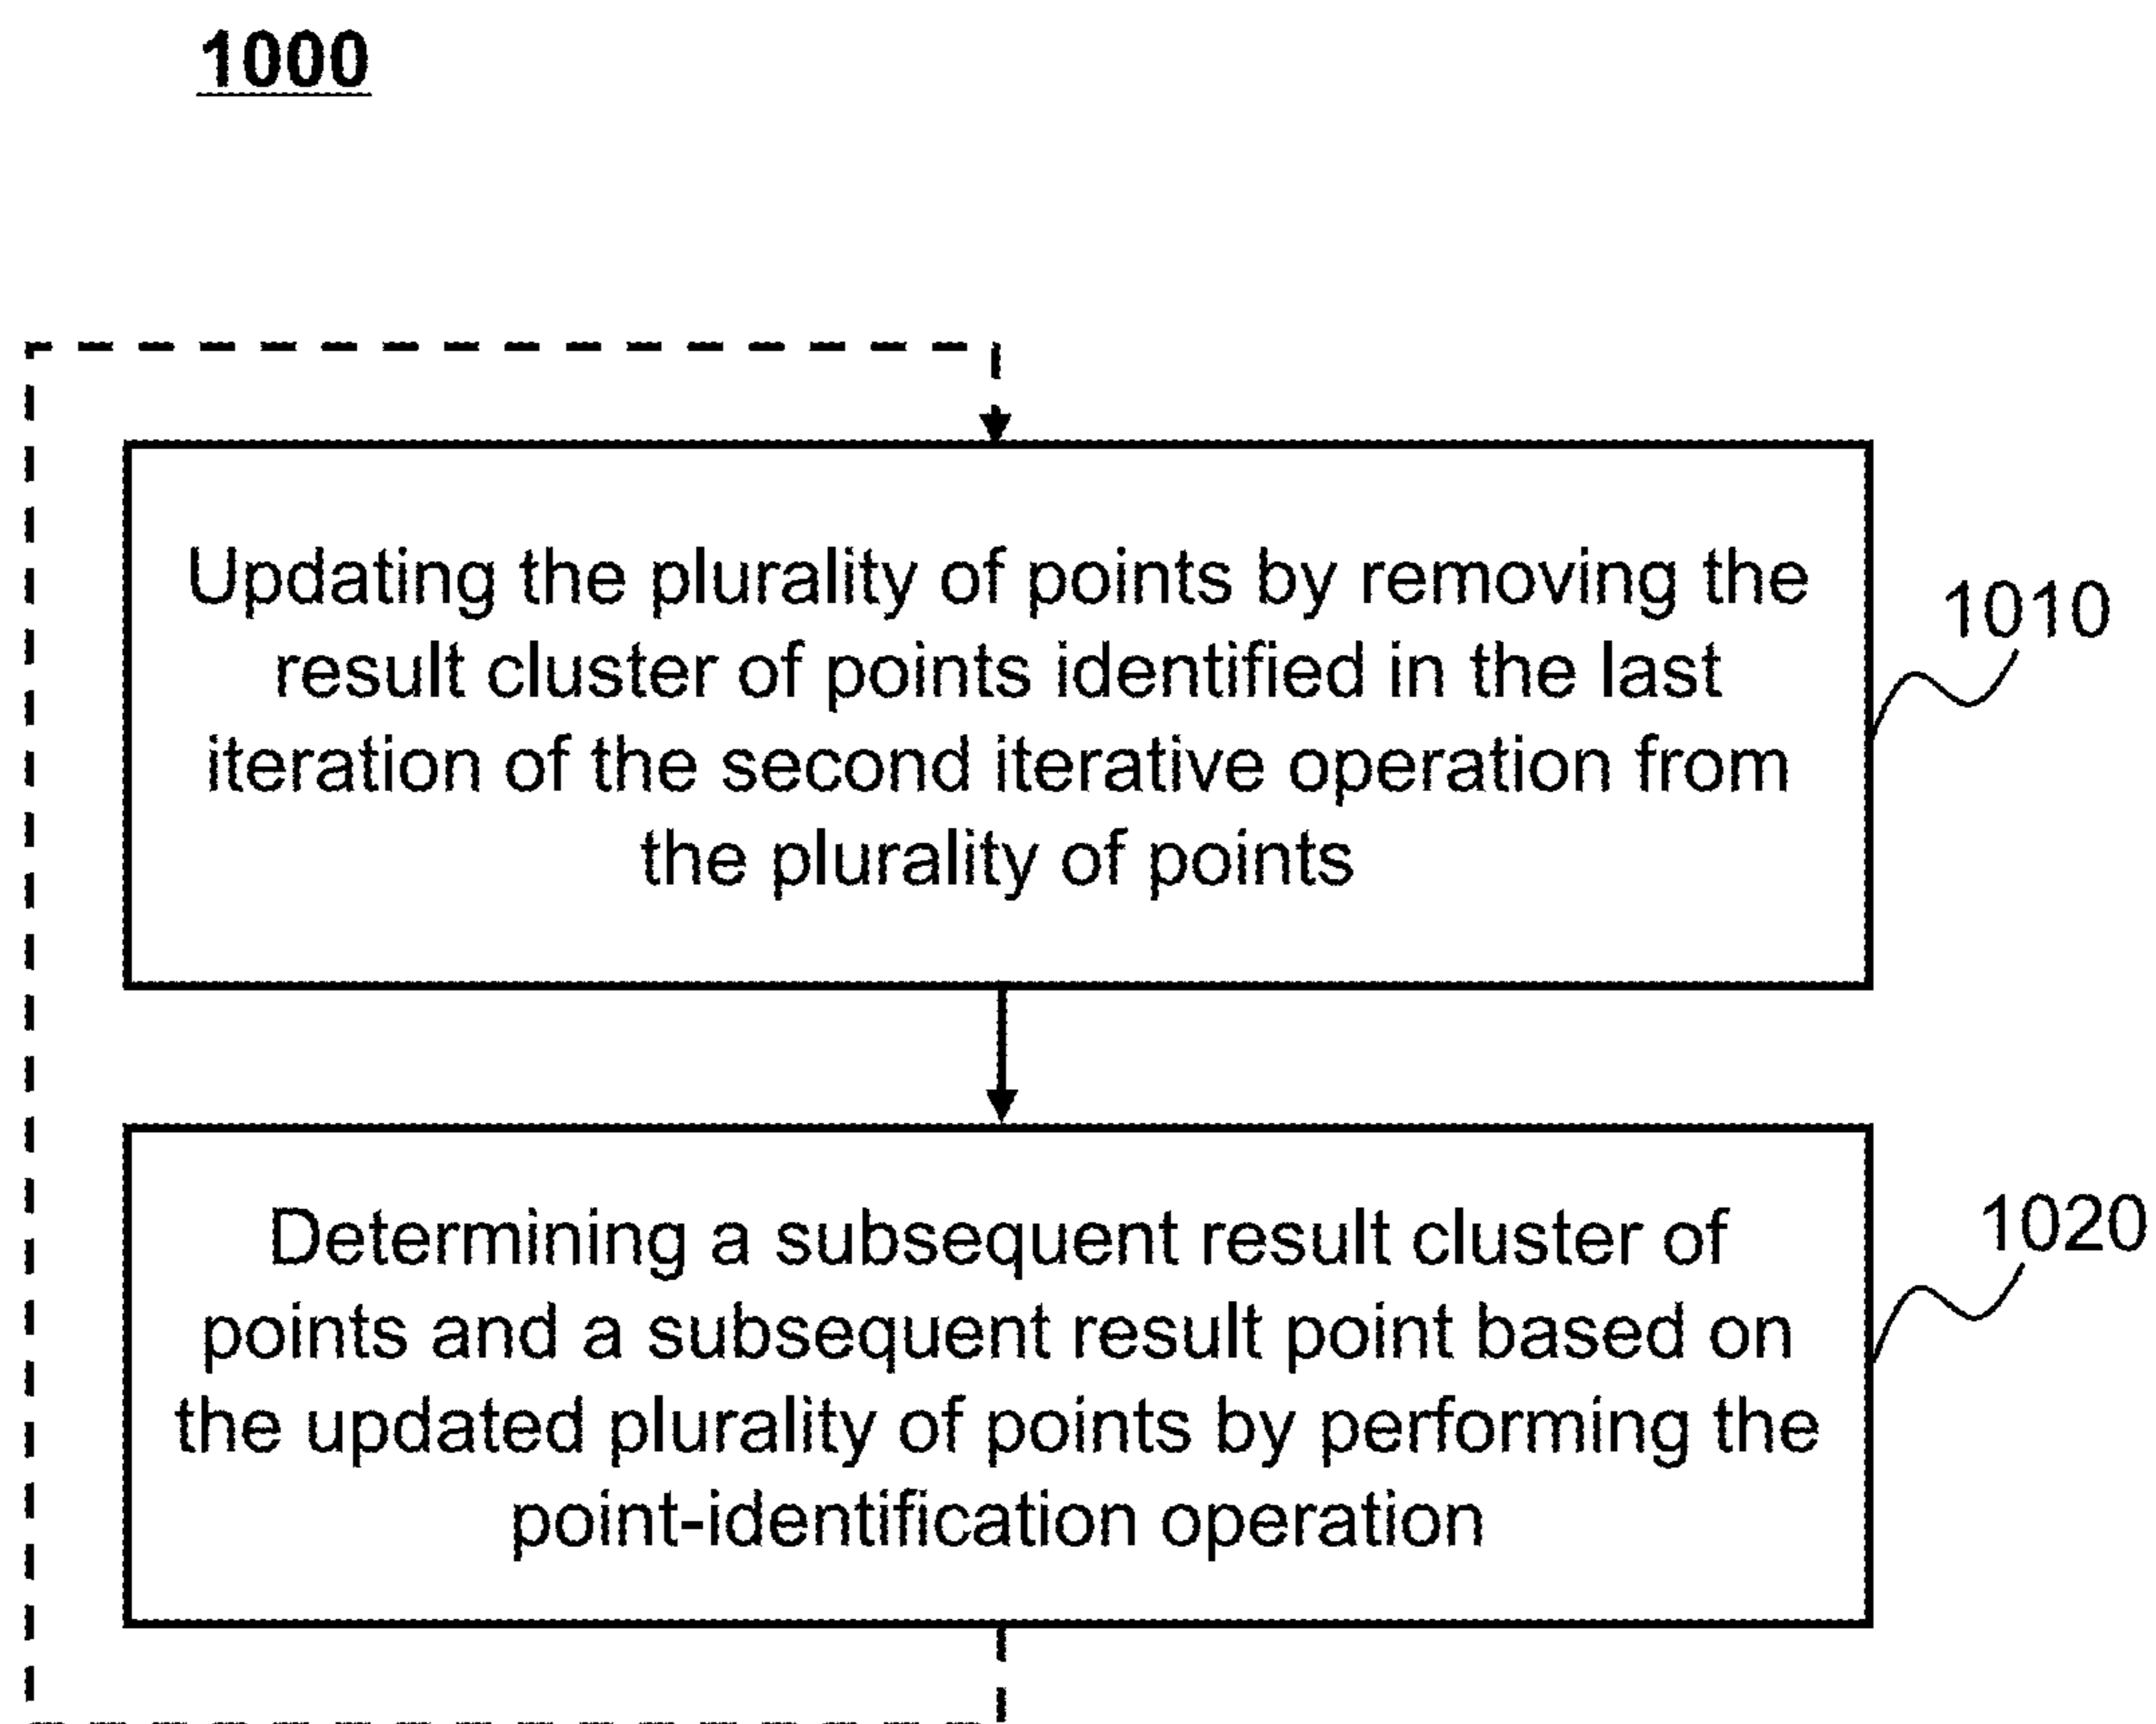 1000
Updating the plurality of points by removing the
result cluster of points identified in the last
iteration of the second iterative operation from
the plurality of points
1010
Determining a subsequent result cluster of
points and a subsequent result point based on
the updated plurality of points by performing the
point-identification operation
1020